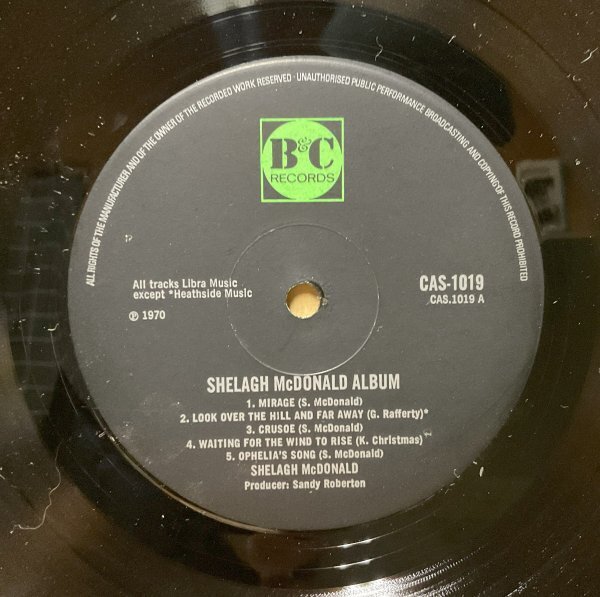 ALL RIGHTS OF THE MANUFACTURER AND OF THE OWNER OF THE RECORDED WORK RESERVED · UNAUTHORISED PUBLIC PERFORMANCE BROADCASTING AND COPYING OF THIS RECORD PROHIBITED
B&C
RECORDS
All tracks Libra Music
except *Heathside Music
℗ 1970
CAS-1019
CAS.1019 A
SHELAGH McDONALD ALBUM
1. MIRAGE (S. McDonald)
2. LOOK OVER THE HILL AND FAR AWAY (G. Rafferty)*
3. CRUSOE (S. McDonald)
4. WAITING FOR THE WIND TO RISE (K. Christmas)
5. OPHELIA'S SONG (S. McDonald)
SHELAGH McDONALD
Producer: Sandy Roberton